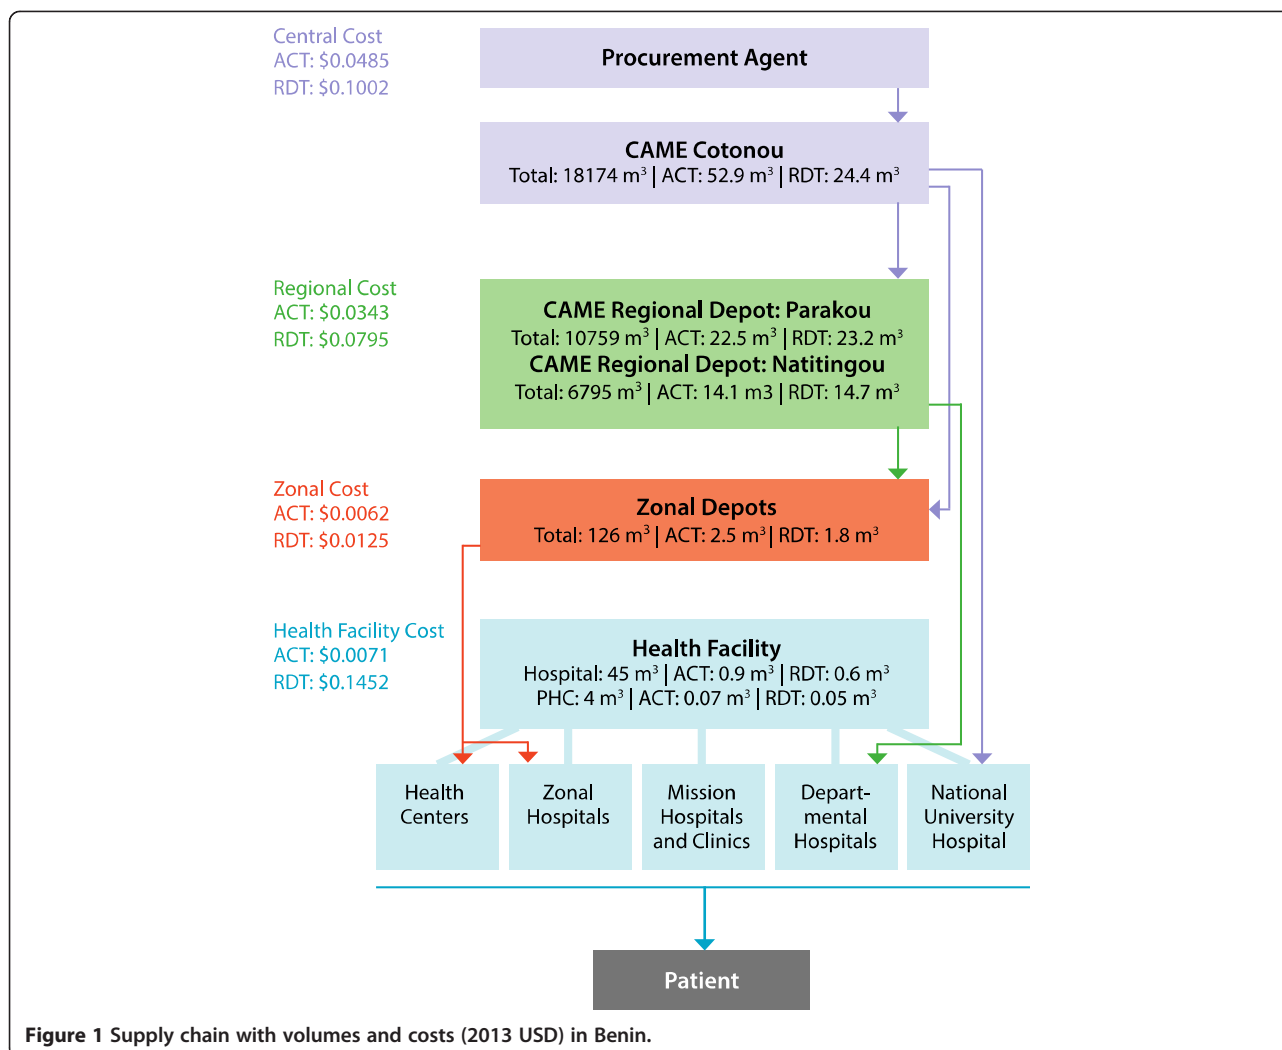 Central Cost
ACT: $0.0485
RDT: $0.1002
Procurement Agent
CAME Cotonou
Total: 18174 m³ | ACT: 52.9 m³ | RDT: 24.4 m³
Regional Cost
ACT: $0.0343
RDT: $0.0795
CAME Regional Depot: Parakou
Total: 10759 m³ | ACT: 22.5 m³ | RDT: 23.2 m³
CAME Regional Depot: Natitingou
Total: 6795 m³ | ACT: 14.1 m3 | RDT: 14.7 m³
Zonal Cost
ACT: $0.0062
RDT: $0.0125
Zonal Depots
Total: 126 m³ | ACT: 2.5 m³ | RDT: 1.8 m³
Health Facility Cost
ACT: $0.0071
RDT: $0.1452
Health Facility
Hospital: 45 m³ | ACT: 0.9 m³ | RDT: 0.6 m³
PHC: 4 m³ | ACT: 0.07 m³ | RDT: 0.05 m³
Health
Centers
Zonal
Hospitals
Mission
Hospitals
and Clinics
Depart-
mental
Hospitals
National
University
Hospital
Patient
Figure 1 Supply chain with volumes and costs (2013 USD) in Benin.